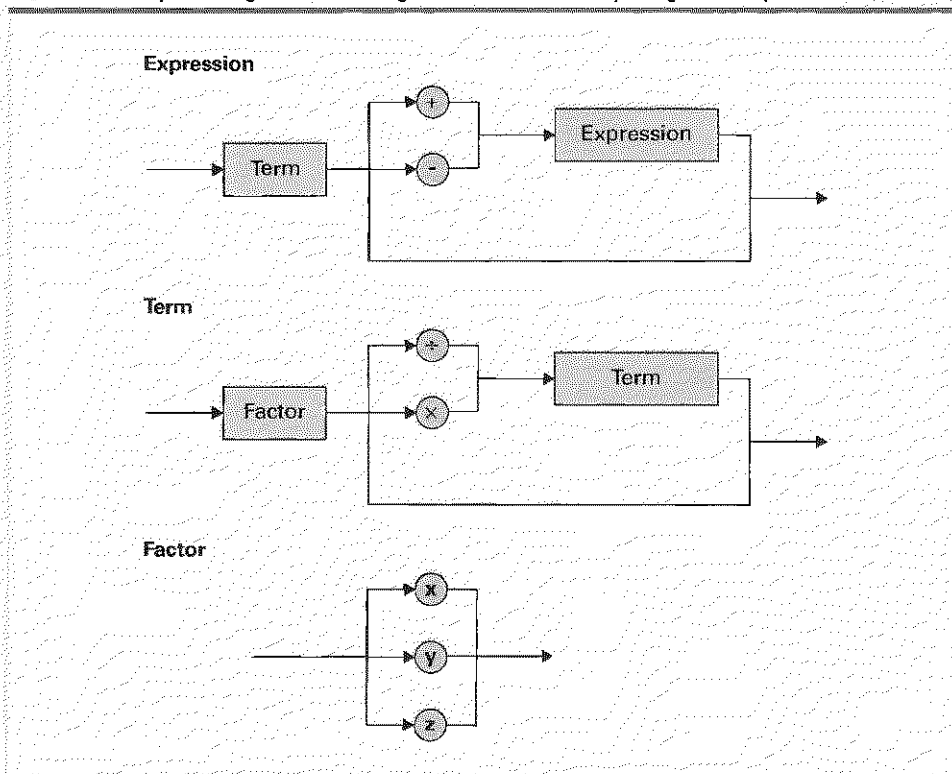 Expression
+
Term
-
Expression
Term
÷
Factor
×
Term
Factor
x
y
z